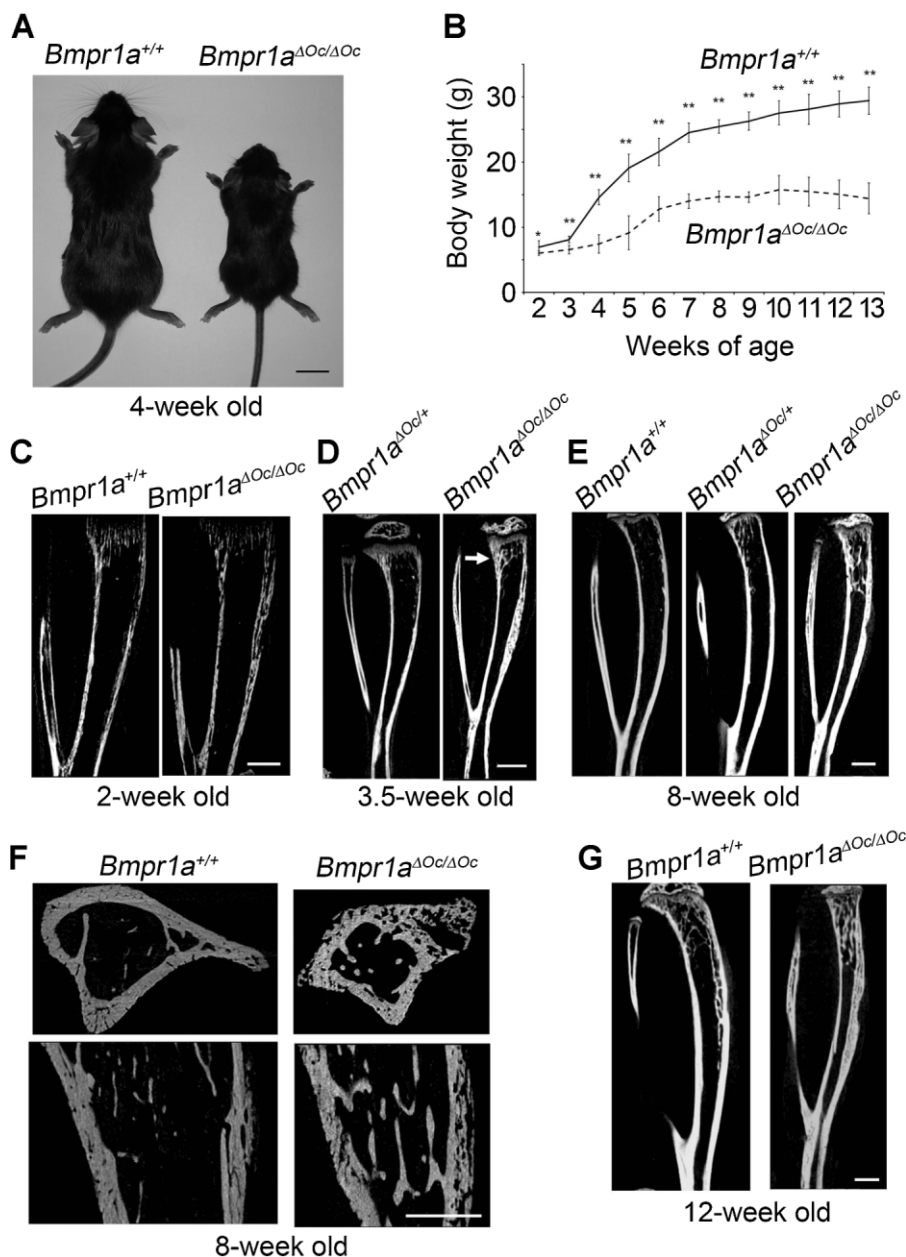 A
Bmpr1a+/+ Bmpr1aΔOc/ΔOc
4-week old
B
Body weight (g)
30
20
10
0
Bmpr1a+/+
* ** ** ** ** ** ** ** ** ** ** **
Bmpr1aΔOc/ΔOc
2 3 4 5 6 7 8 9 10 11 12 13
Weeks of age
C
Bmpr1a+/+ Bmpr1aΔOc/ΔOc
2-week old
D
Bmpr1aΔOc/+ Bmpr1aΔOc/ΔOc
3.5-week old
E
Bmpr1a+/+ Bmpr1aΔOc/+ Bmpr1aΔOc/ΔOc
8-week old
F
Bmpr1a+/+ Bmpr1aΔOc/ΔOc
8-week old
G
Bmpr1a+/+ Bmpr1aΔOc/ΔOc
12-week old